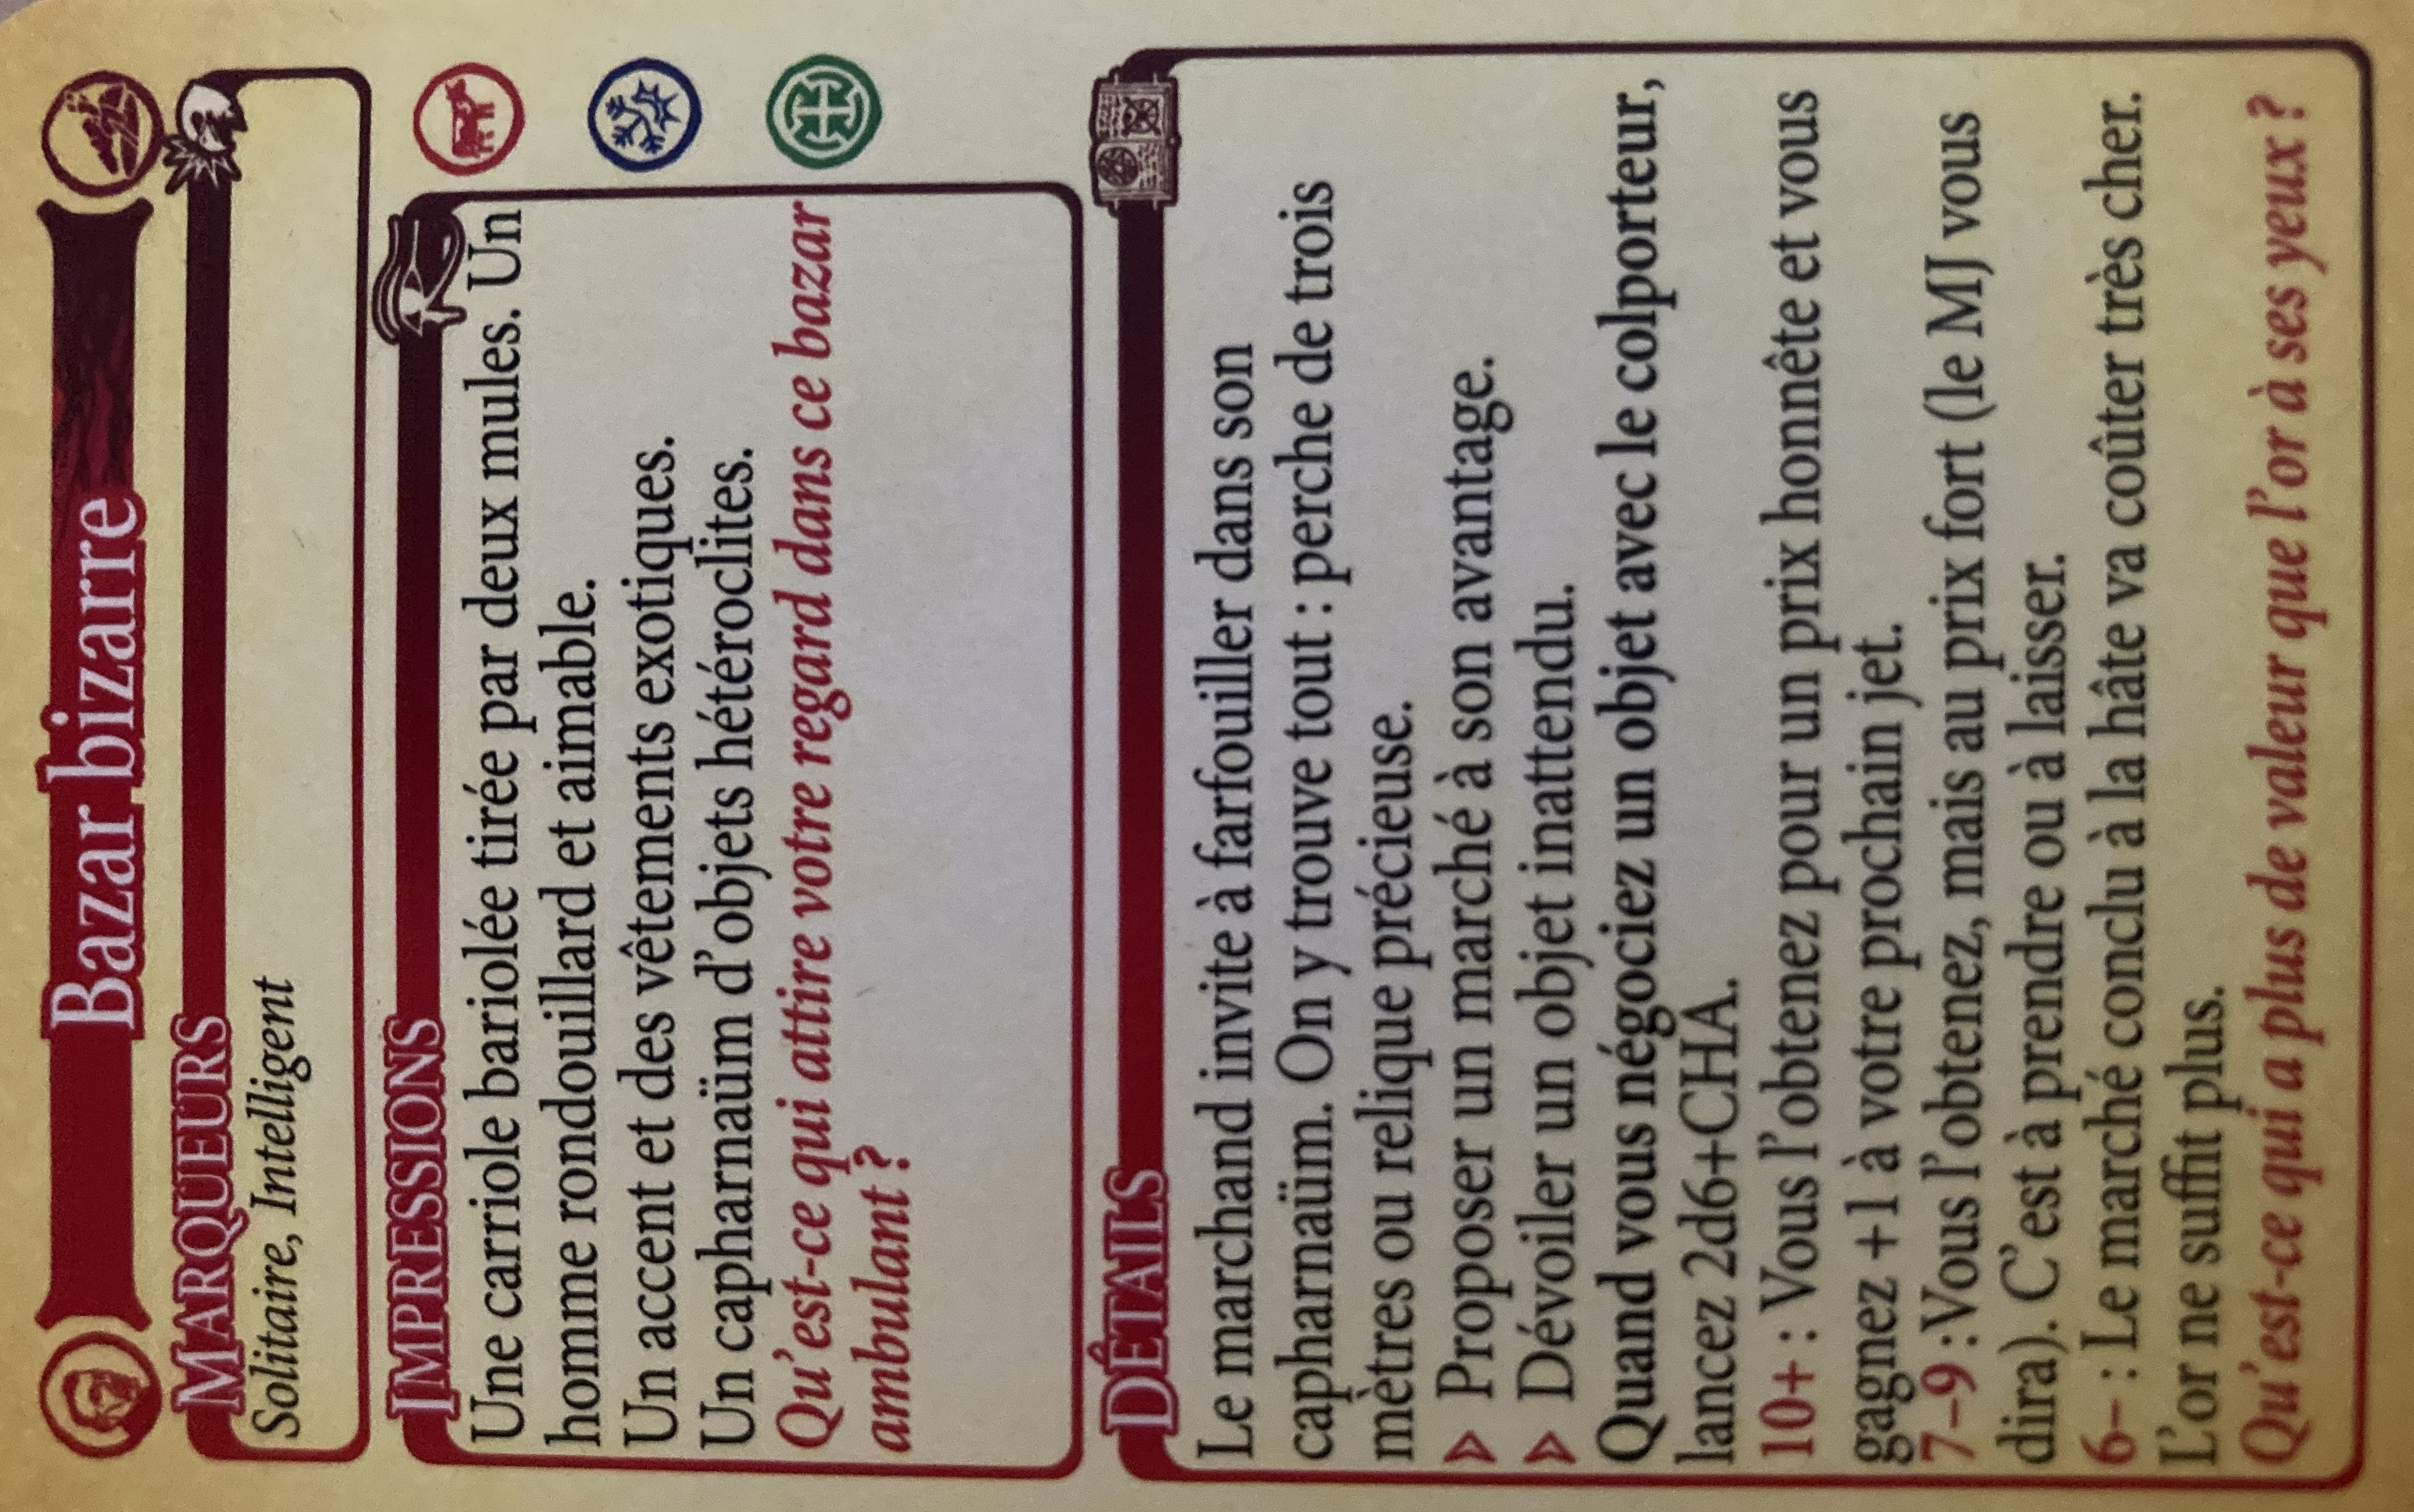 Bazar bizarre
MARQUEURS
Solitaire, Intelligent
IMPRESSIONS
Une carriole bariolée tirée par deux mules. Un
homme rondouillard et aimable.
Un accent et des vêtements exotiques.
Un capharnaüm d'objets hétéroclites.
Qu'est-ce qui attire votre regard dans ce bazar
ambulant ?
DÉTAILS
Le marchand invite à farfouiller dans son
capharnaüm. On y trouve tout : perche de trois
mètres ou relique précieuse.
Proposer un marché à son avantage.
Dévoiler un objet inattendu.
Quand vous négociez un objet avec le colporteur,
lancez 2d6+CHA.
10+ : Vous l'obtenez pour un prix honnête et vous
gagnez +1 à votre prochain jet.
7–9 :Vous l'obtenez, mais au prix fort (le MJ vous
dira). C'est à prendre ou à laisser.
6– : Le marché conclu à la hâte va coûter très cher.
L'or ne suffit plus.
Qu'est-ce qui a plus de valeur que l'or à ses yeux ?